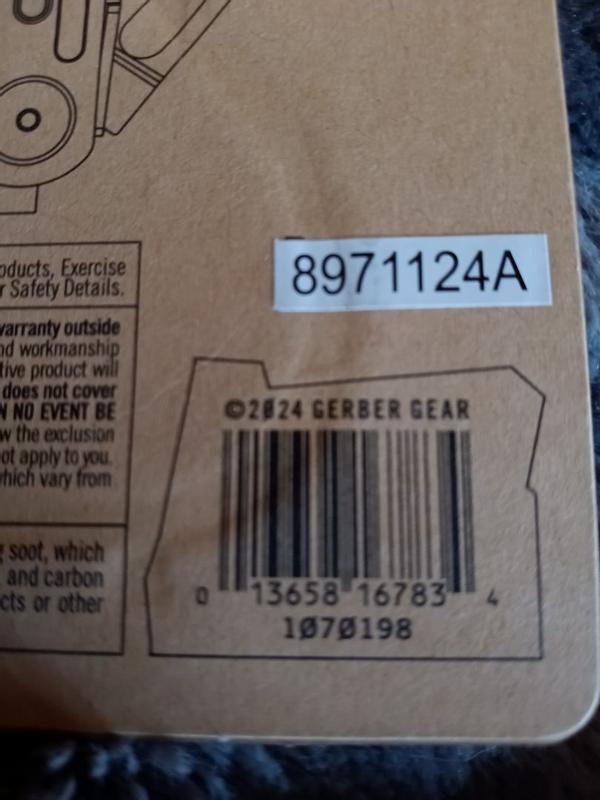 oducts, Exercise
r Safety Details.
8971124A
varranty outside
nd workmanship
tive product will
does not cover
N NO EVENT BE
w the exclusion
ot apply to you.
which vary from
g soot, which
and carbon
cts or other
©2024 GERBER GEAR
0 13658 16783 4
1070198